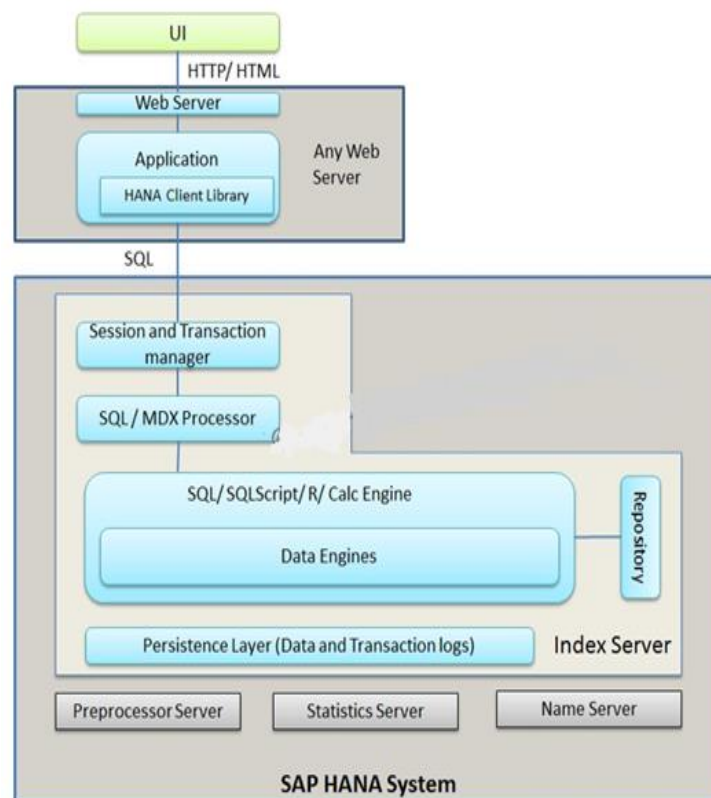 UI
HTTP/ HTML
Web Server
Application
HANA Client Library
Any Web
Server
SQL
Session and Transaction
manager
SQL / MDX Processor
SQL/ SQLScript/ R/ Calc Engine
Data Engines
Repository
Persistence Layer (Data and Transaction logs)
Index Server
Preprocessor Server
Statistics Server
Name Server
SAP HANA System